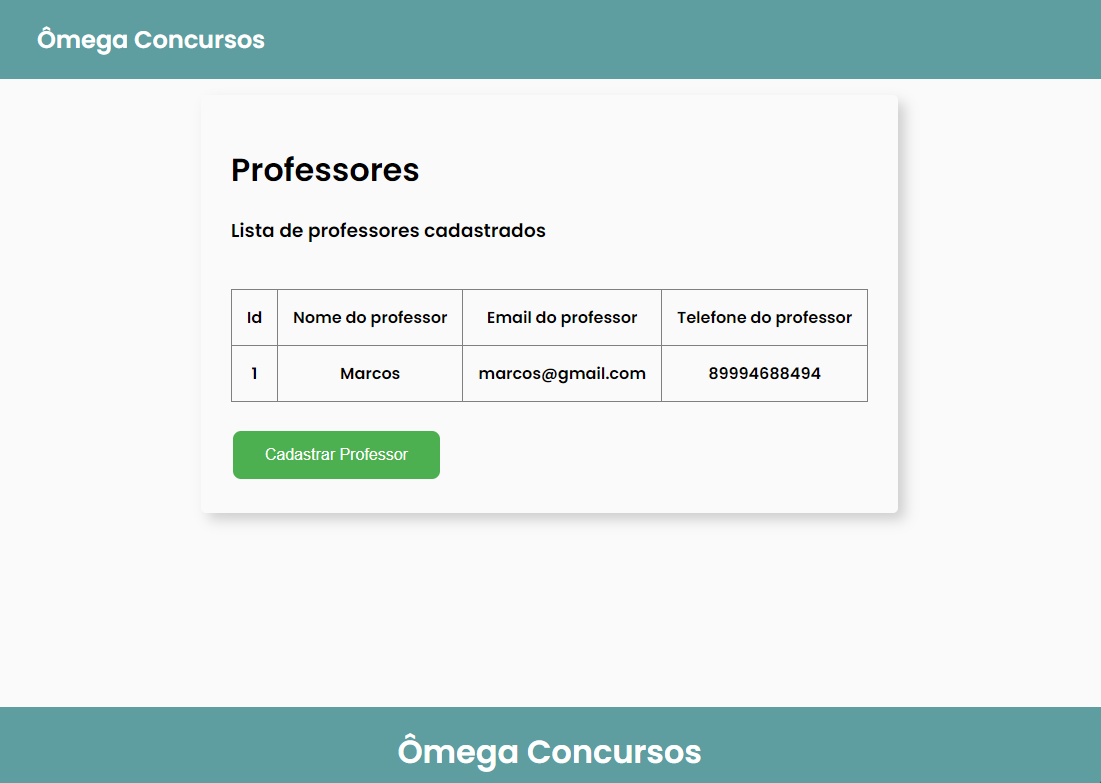 Ômega Concursos
Professores
Lista de professores cadastrados
Id Nome do professor Email do professor Telefone do professor
1 Marcos marcos@gmail.com 89994688494
Cadastrar Professor
Ômega Concursos